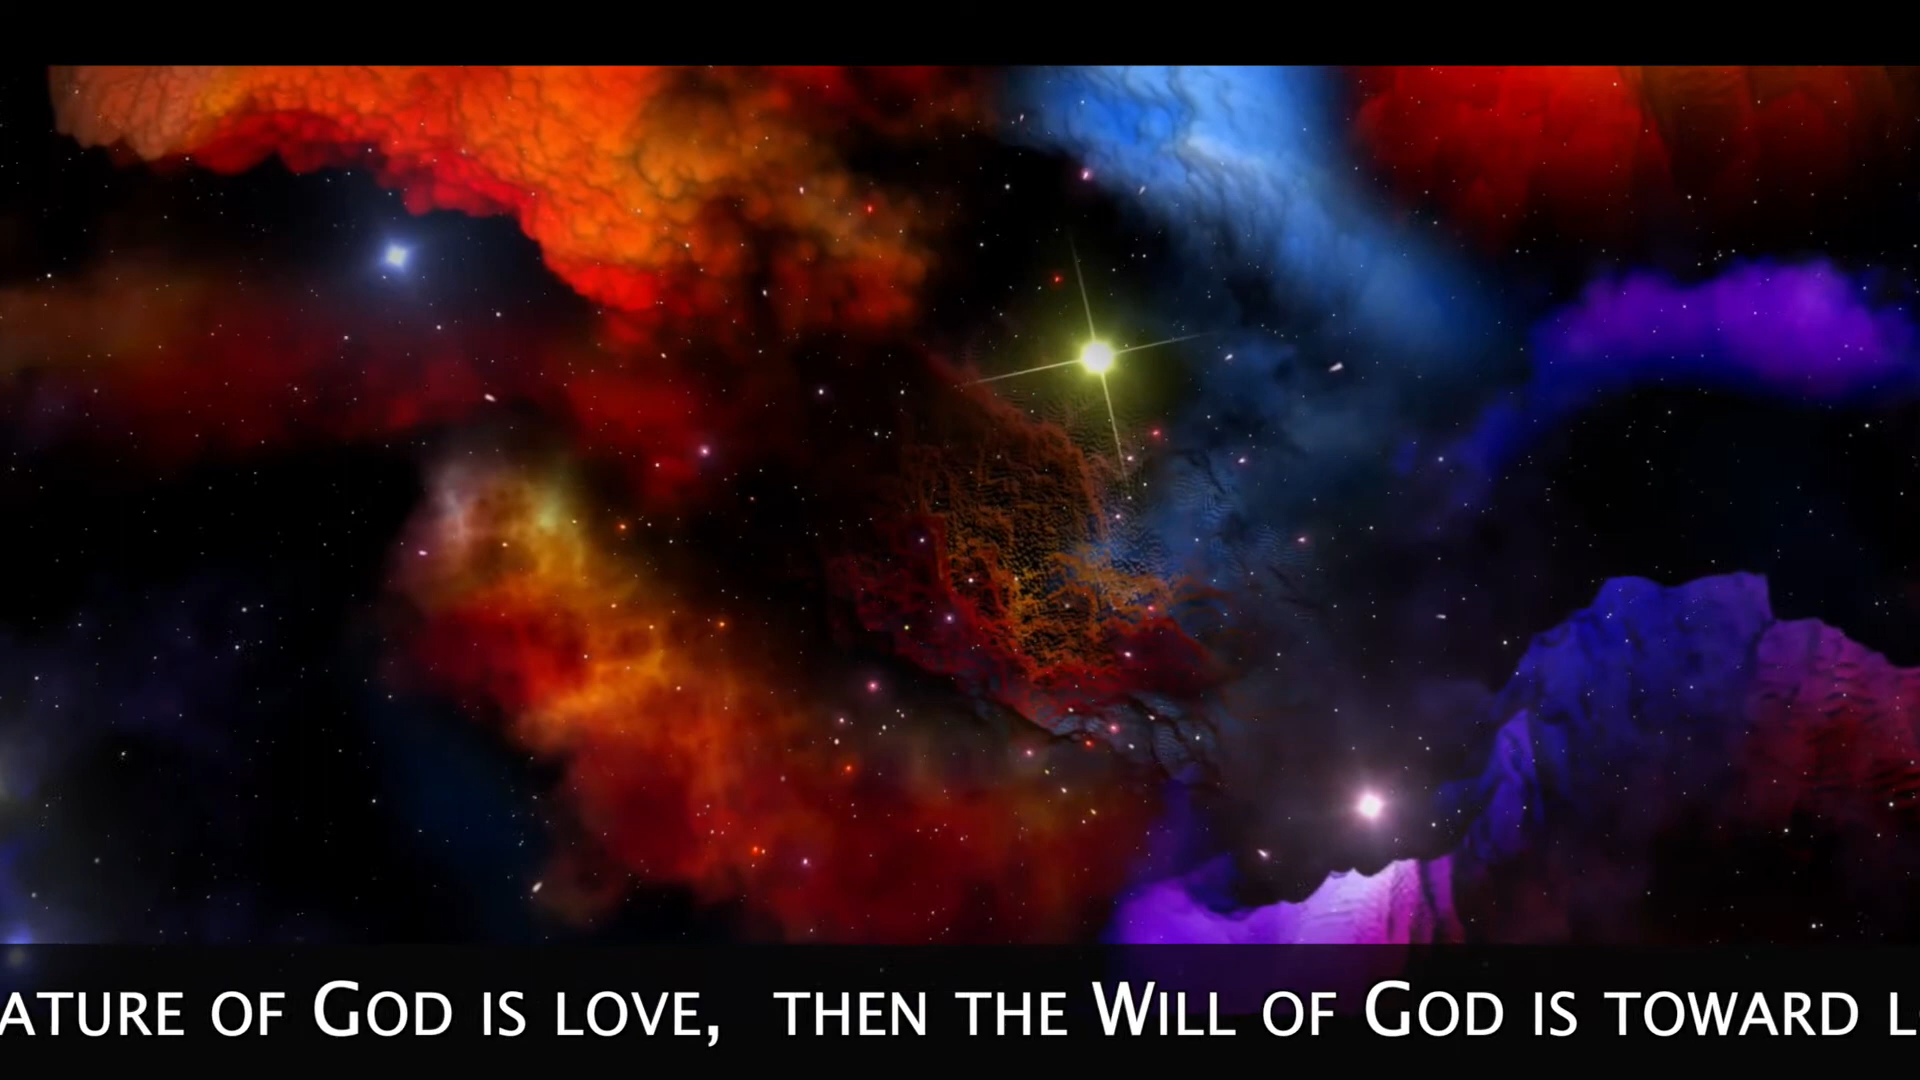 ATURE OF GOD IS LOVE, THEN THE WILL OF GOD IS TOWARD L